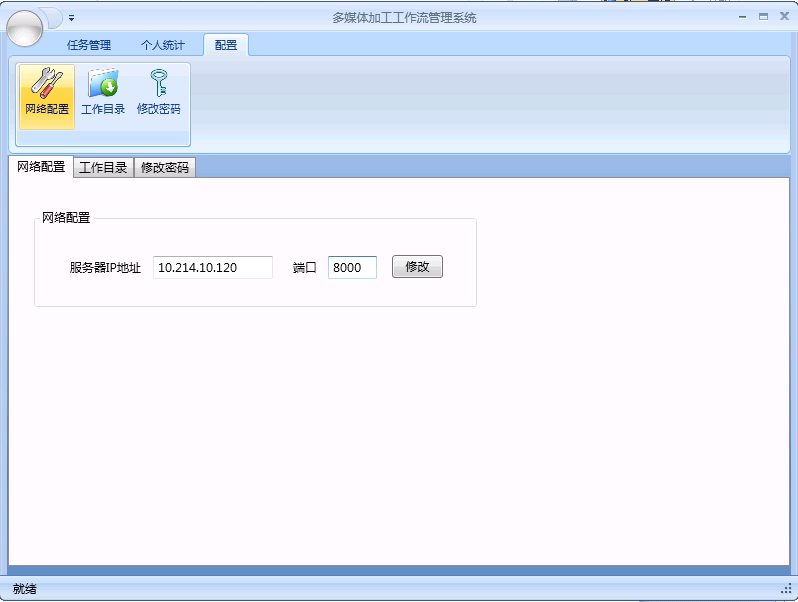 多媒体加工工作流管理系统
任务管理 个人统计 配置
网络配置 工作目录 修改密码
网络配置 工作目录 修改密码
网络配置
服务器IP地址 10.214.10.120 端口 8000 修改
就绪